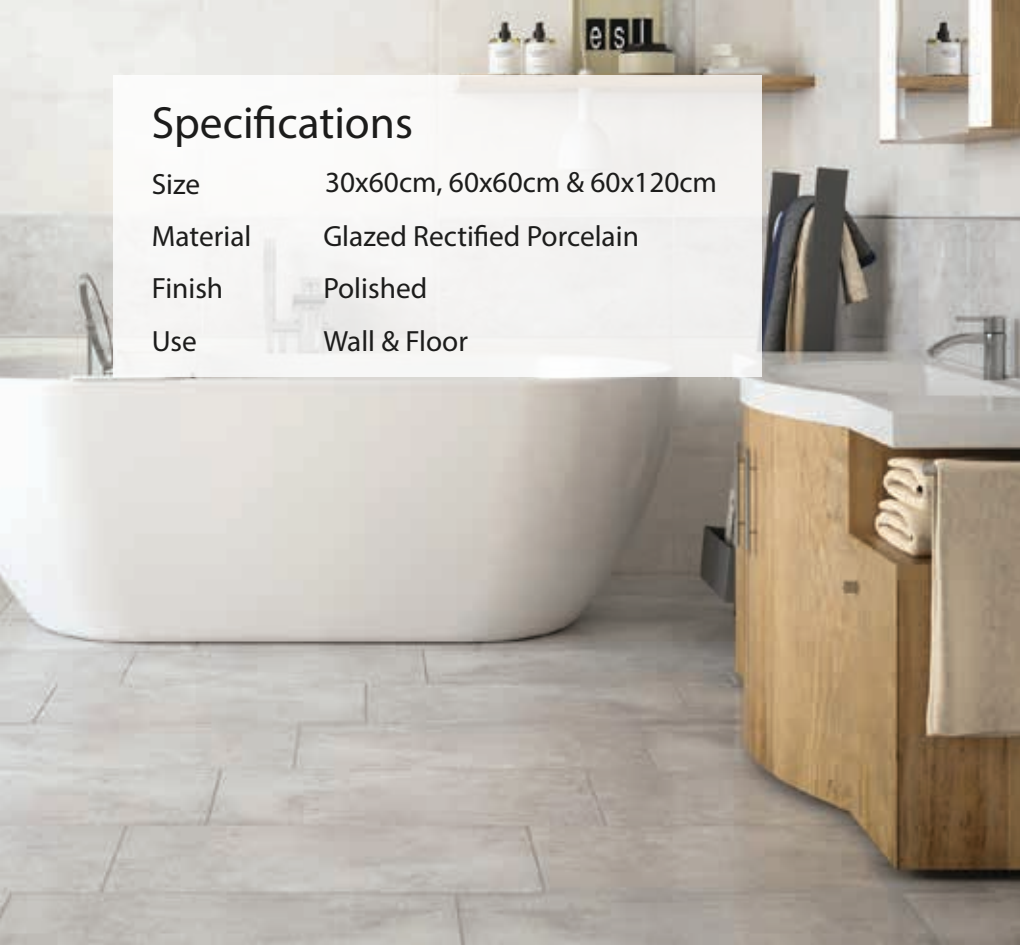 esl
Specifications
Size 30x60cm, 60x60cm & 60x120cm
Material Glazed Rectified Porcelain
Finish Polished
Use Wall & Floor